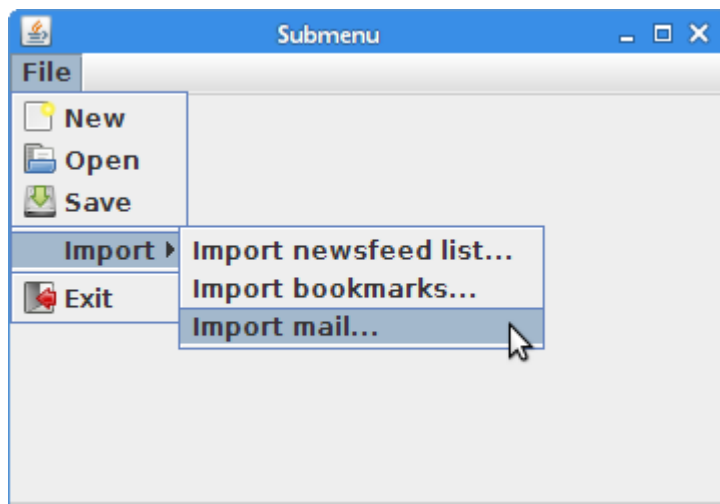 Submenu
File
New
Open
Save
Import
Import newsfeed list...
Import bookmarks...
Import mail...
Exit